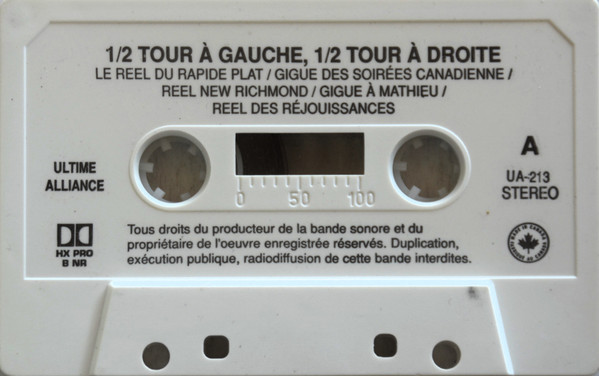 1/2 TOUR À GAUCHE, 1/2 TOUR À DROITE
LE REEL DU RAPIDE PLAT / GIGUE DES SOIRÉES CANADIENNE /
REEL NEW RICHMOND / GIGUE À MATHIEU /
REEL DES RÉJOUISSANCES
ULTIME
ALLIANCE
A
UA-213
STEREO
0 50 100
HX PRO
B NR
Tous droits du producteur de la bande sonore et du
propriétaire de l'oeuvre enregistrée réservés. Duplication,
exécution publique, radiodiffusion de cette bande interdites.
MADE IN CANADA